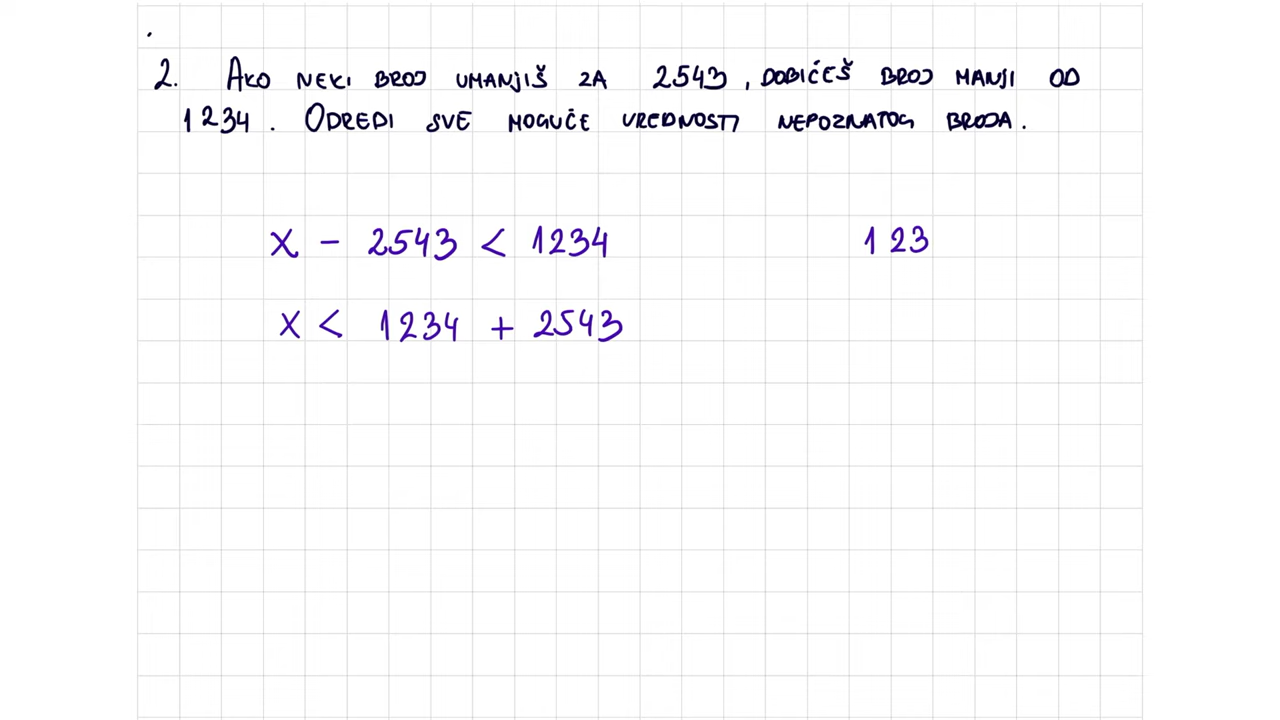 2. AKO NEKI BROJ UMANJIŠ ZA 2543, DOBIĆEŠ BROJ MANJI OD
1234. ODREDI SVE MOGUĆE VREDNOSTI NEPOZNATOG BROJA.
x - 2543 < 1234
123
x < 1234 + 2543